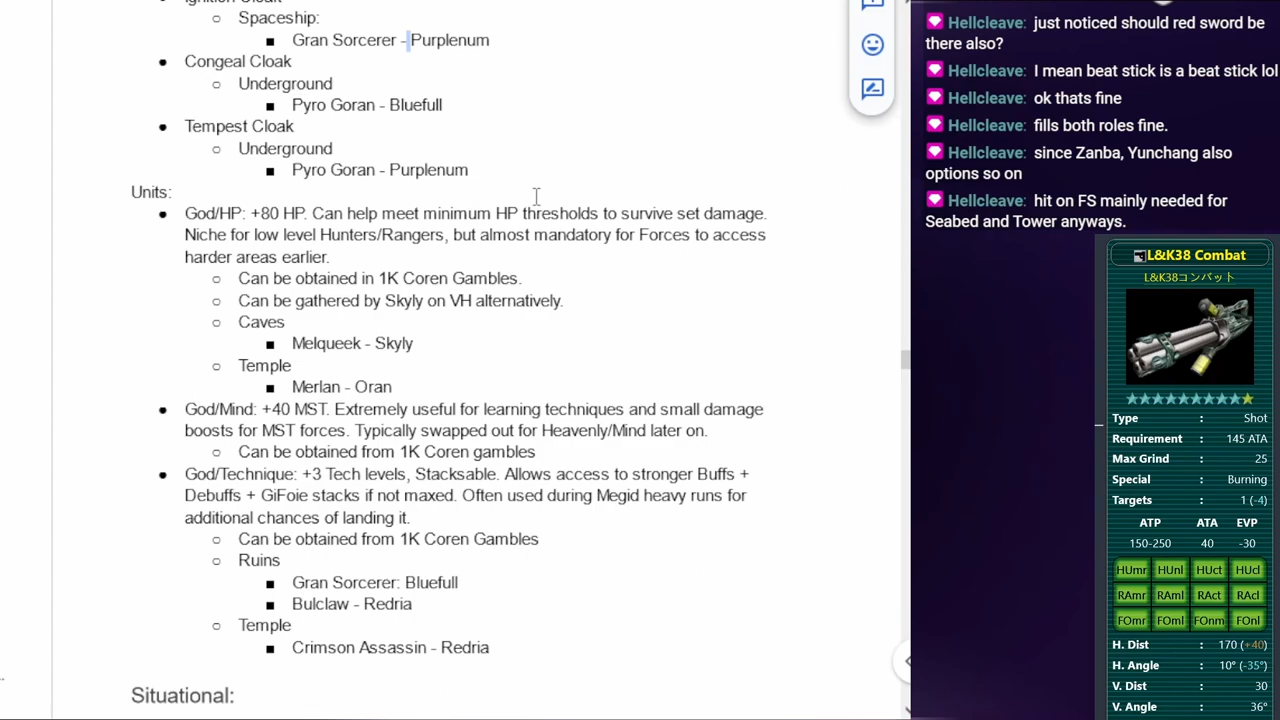 Spaceship:
Gran Sorcerer - Purplenum
Congeal Cloak
Underground
Pyro Goran - Bluefull
Tempest Cloak
Underground
Pyro Goran - Purplenum
Units:
God/HP: +80 HP. Can help meet minimum HP thresholds to survive set damage.
Niche for low level Hunters/Rangers, but almost mandatory for Forces to access
harder areas earlier.
Can be obtained in 1K Coren Gambles.
Can be gathered by Skyly on VH alternatively.
Caves
Melqueek - Skyly
Temple
Merlan - Oran
God/Mind: +40 MST. Extremely useful for learning techniques and small damage
boosts for MST forces. Typically swapped out for Heavenly/Mind later on.
Can be obtained from 1K Coren gambles
God/Technique: +3 Tech levels, Stacksable. Allows access to stronger Buffs +
Debuffs + GiFoie stacks if not maxed. Often used during Megid heavy runs for
additional chances of landing it.
Can be obtained from 1K Coren Gambles
Ruins
Gran Sorcerer: Bluefull
Bulclaw - Redria
Temple
Crimson Assassin - Redria
Situational:
Hellcleave: just noticed should red sword be
there also?
Hellcleave: I mean beat stick is a beat stick lol
Hellcleave: ok thats fine
Hellcleave: fills both roles fine.
Hellcleave: since Zanba, Yunchang also
options so on
Hellcleave: hit on FS mainly needed for
Seabed and Tower anyways.
L&K38 Combat
L&K38コンバット
Type : Shot
Requirement : 145 ATA
Max Grind : 25
Special : Burning
Targets : 1 (-4)
ATP ATA EVP
150-250 40 -30
HUmr HUnl HUct HUcl
RAmr RAml RAct RAcl
FOmr FOml FOnm FOnl
H. Dist : 170 (+40)
H. Angle : 10° (-35°)
V. Dist : 30
V. Angle : 36°